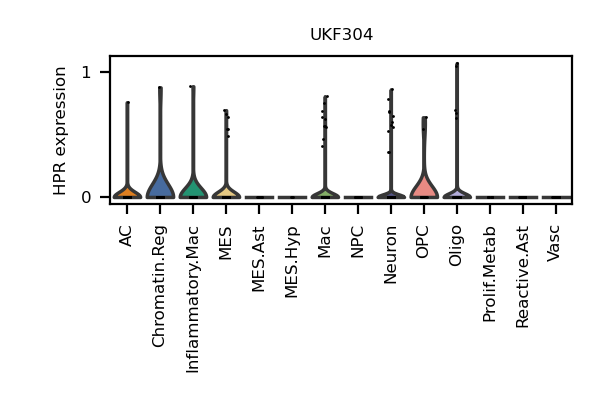 UKF304
HPR expression
1
0
AC
Chromatin.Reg
Inflammatory.Mac
MES
MES.Ast
MES.Hyp
Mac
NPC
Neuron
OPC
Oligo
Prolif.Metab
Reactive.Ast
Vasc